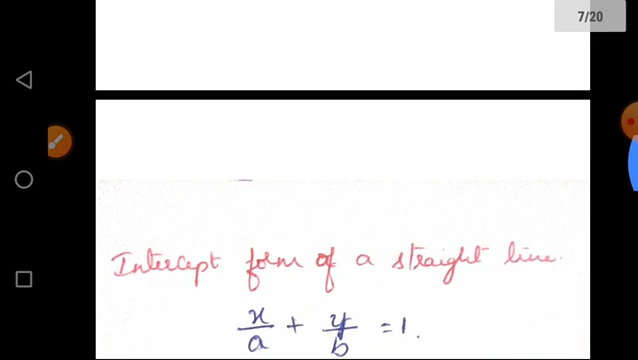 7/20
Intercept form of a straight line.
x/a + y/b = 1.